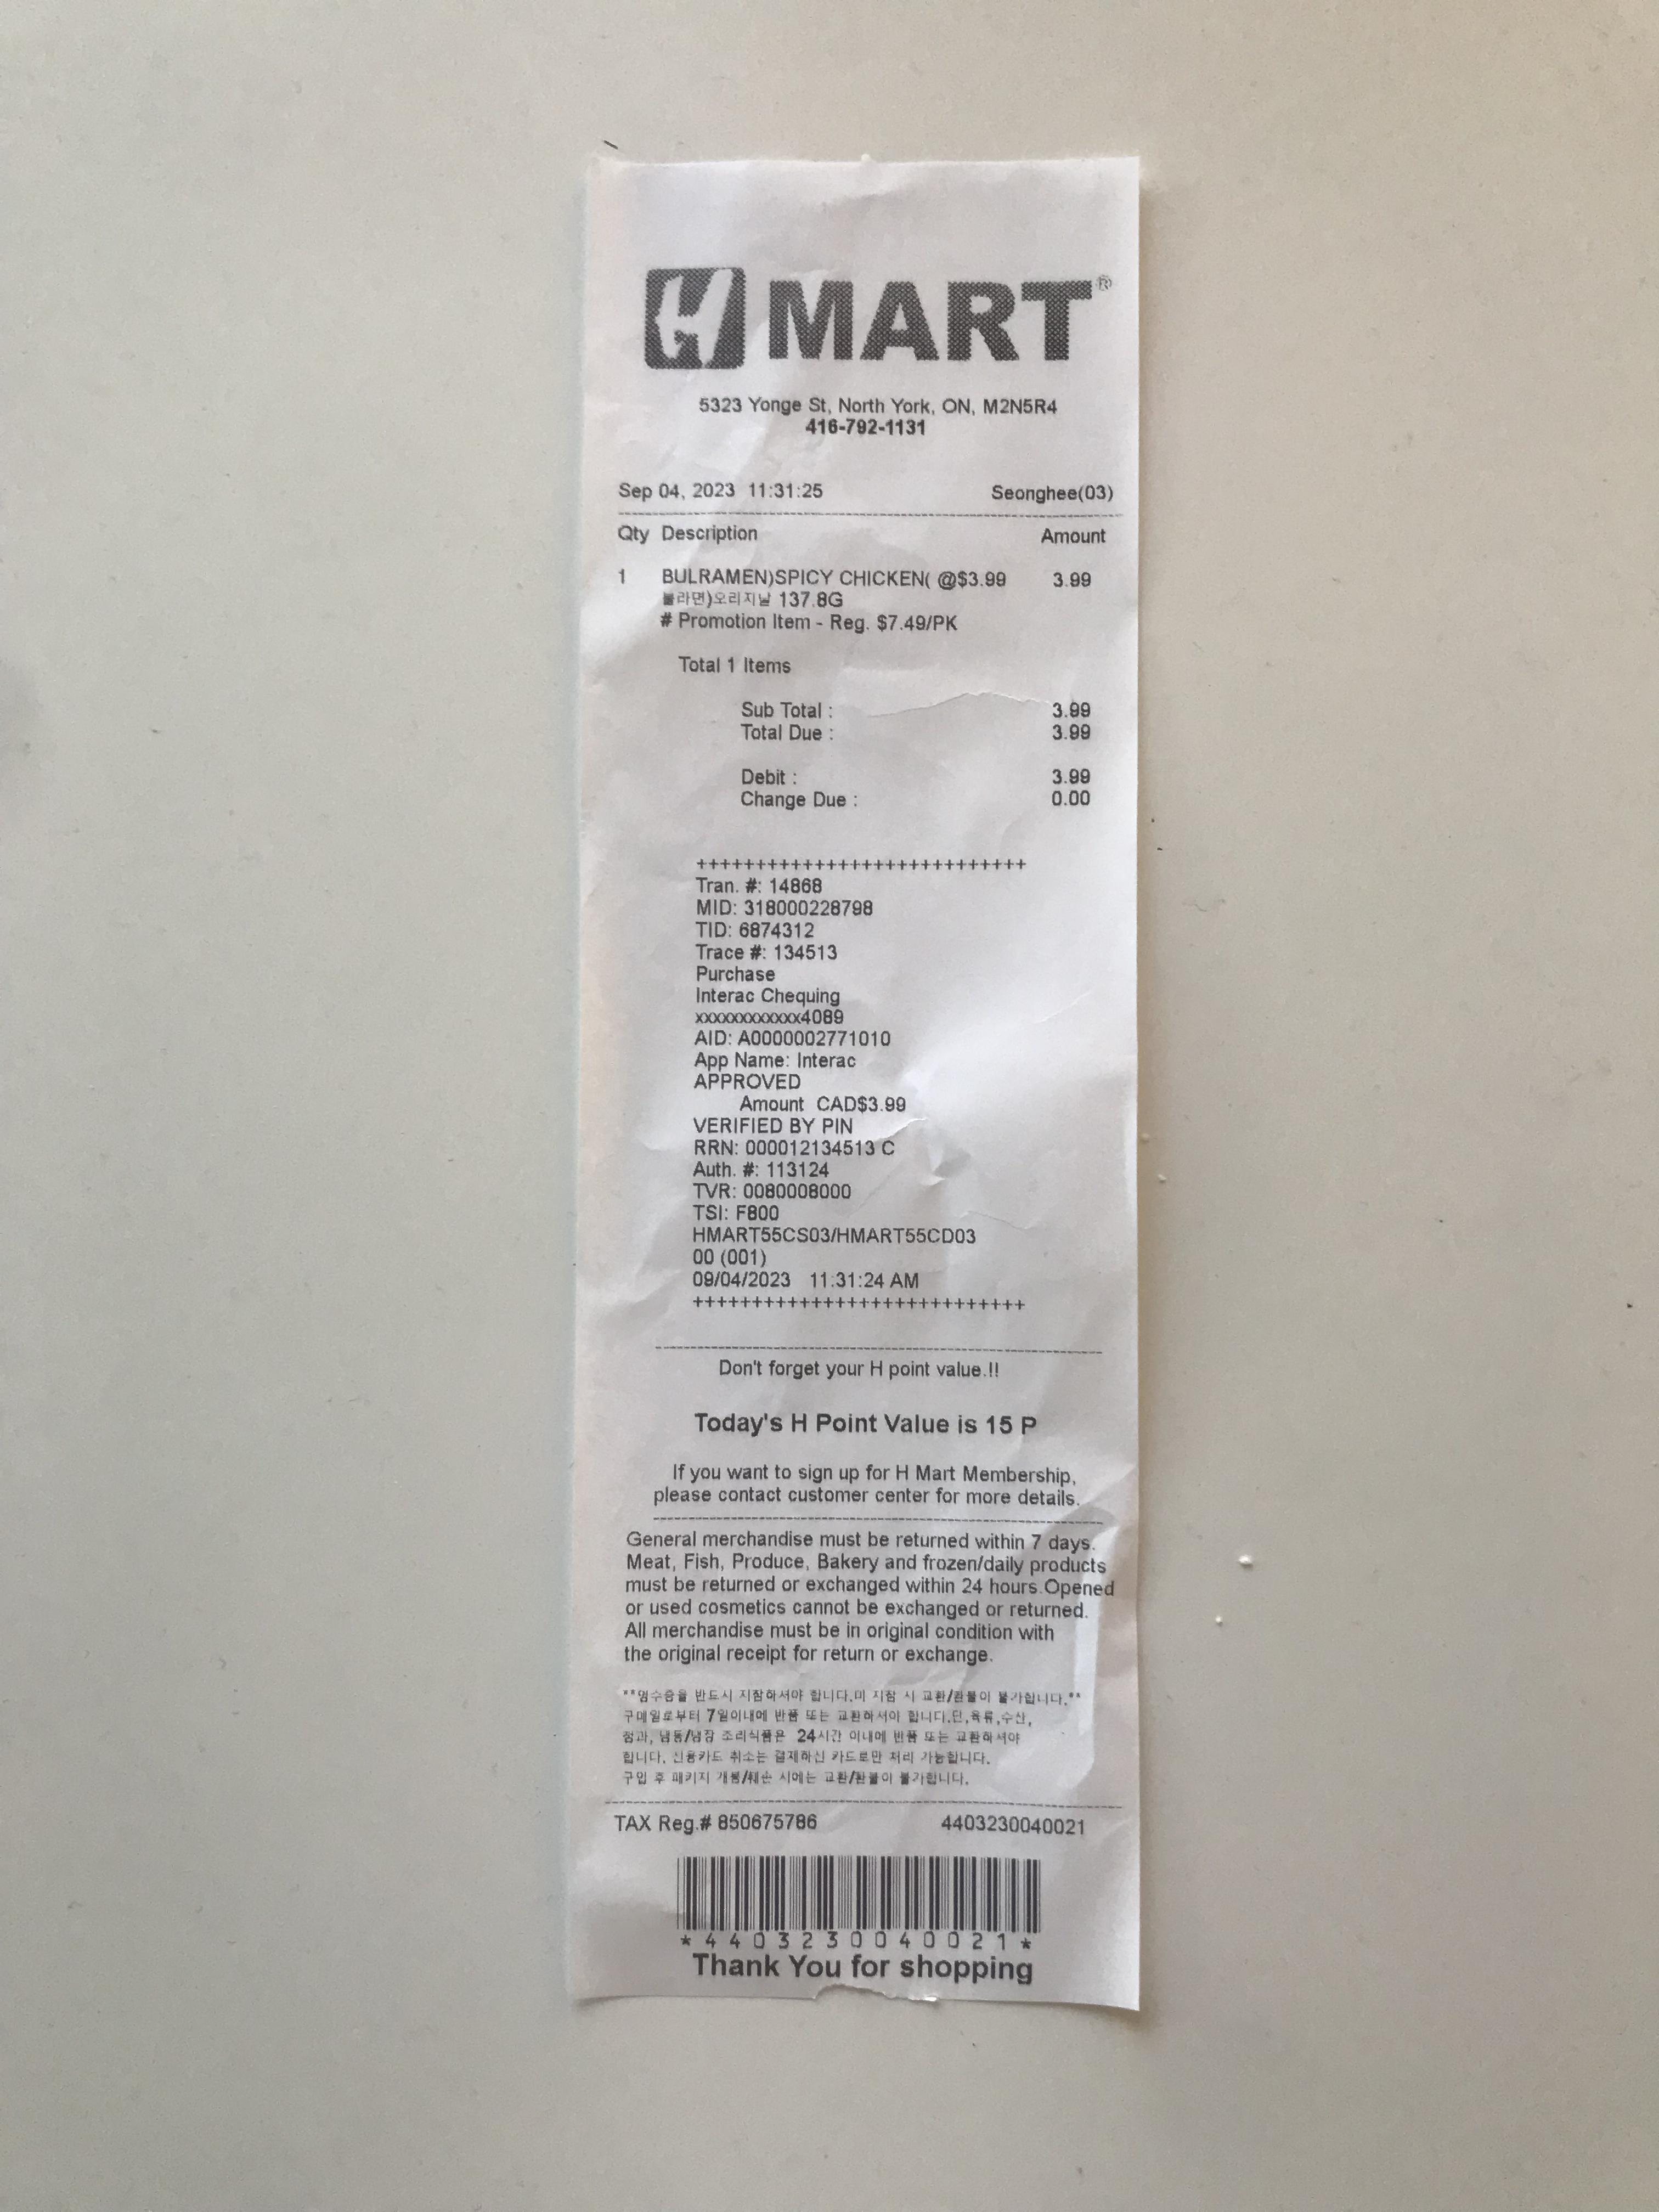 H MART®
5323 Yonge St, North York, ON, M2N5R4
416-792-1131
Sep 04, 2023 11:31:25 Seonghee(03)
Qty Description Amount
1 BULRAMEN)SPICY CHICKEN( @$3.99 3.99
불라면)오리지날 137.8G
# Promotion Item - Reg. $7.49/PK
Total 1 Items
Sub Total : 3.99
Total Due : 3.99
Debit : 3.99
Change Due : 0.00
++++++++++++++++++++++++++++
Tran. #: 14868
MID: 318000228798
TID: 6874312
Trace #: 134513
Purchase
Interac Chequing
xxxxxxxxxxxx4089
AID: A0000002771010
App Name: Interac
APPROVED
Amount CAD$3.99
VERIFIED BY PIN
RRN: 000012134513 C
Auth. #: 113124
TVR: 0080008000
TSI: F800
HMART55CS03/HMART55CD03
00 (001)
09/04/2023 11:31:24 AM
++++++++++++++++++++++++++++
Don't forget your H point value.!!
Today's H Point Value is 15 P
If you want to sign up for H Mart Membership,
please contact customer center for more details.
General merchandise must be returned within 7 days.
Meat, Fish, Produce, Bakery and frozen/daily products
must be returned or exchanged within 24 hours.Opened
or used cosmetics cannot be exchanged or returned.
All merchandise must be in original condition with
the original receipt for return or exchange.
**영수증을 반드시 지참하셔야 합니다.미 지참 시 교환/환불이 불가합니다.**
구매일로부터 7일이내에 반품 또는 교환하셔야 합니다.단,육류,수산,
청과, 냉동/냉장 조리식품은 24시간 이내에 반품 또는 교환하셔야
합니다. 신용카드 취소는 결제하신 카드로만 처리 가능합니다.
구입 후 패키지 개봉/훼손 시에는 교환/환불이 불가합니다.
TAX Reg.# 850675786 4403230040021
*4403230040021*
Thank You for shopping